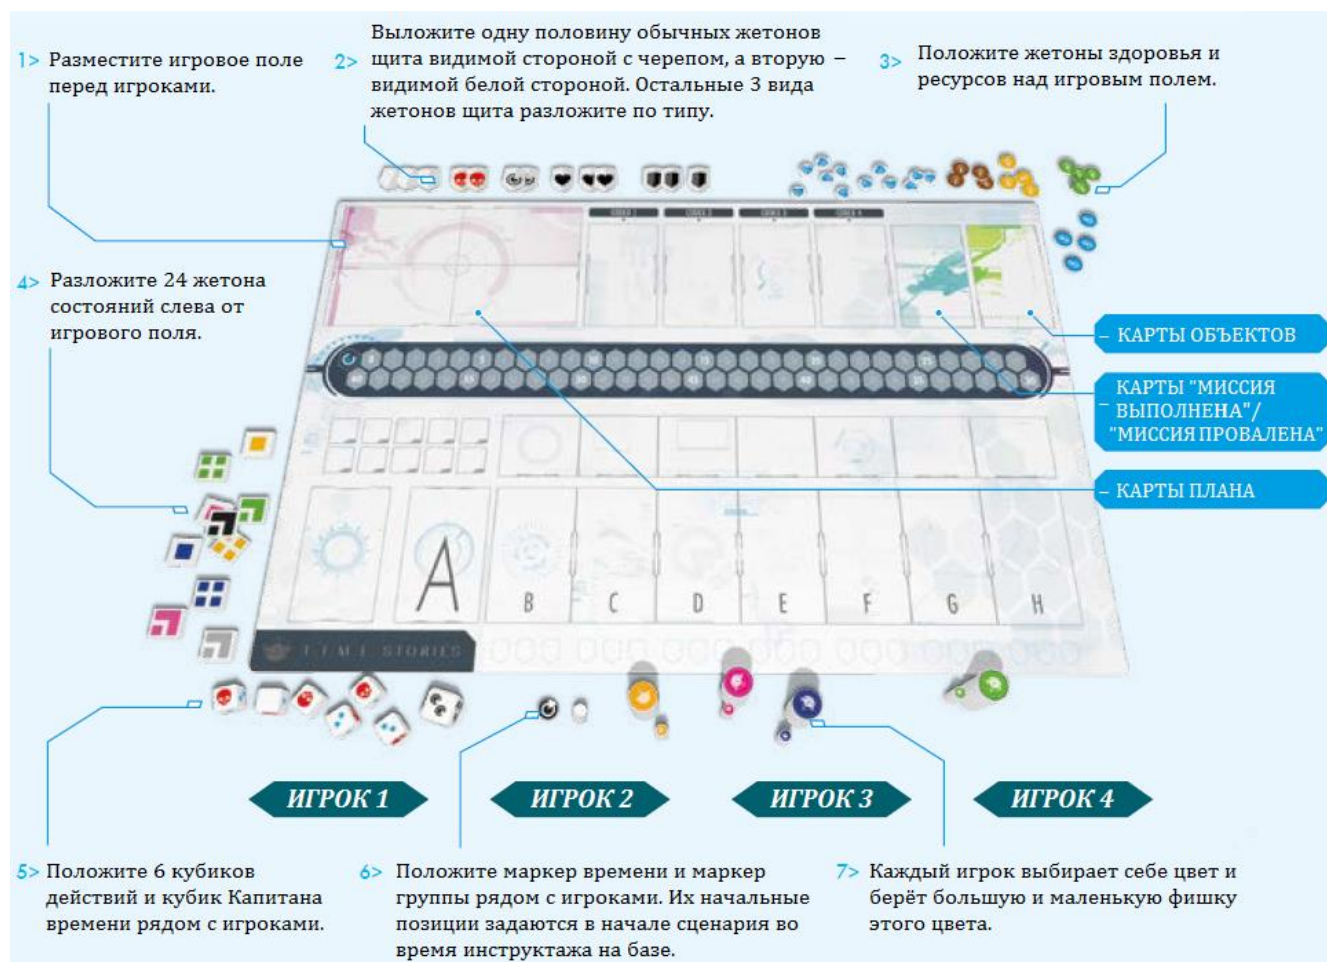 1> Разместите игровое поле
перед игроками.
2> Выложите одну половину обычных жетонов
щита видимой стороной с черепом, а вторую –
видимой белой стороной. Остальные 3 вида
жетонов щита разложите по типу.
3> Положите жетоны здоровья и
ресурсов над игровым полем.
4> Разложите 24 жетона
состояний слева от
игрового поля.
КАРТЫ ОБЪЕКТОВ
КАРТЫ "МИССИЯ
ВЫПОЛНЕНА"/
"МИССИЯ ПРОВАЛЕНА"
КАРТЫ ПЛАНА
A B C D E F G H
T.I.M.E STORIES
ИГРОК 1 ИГРОК 2 ИГРОК 3 ИГРОК 4
5> Положите 6 кубиков
действий и кубик Капитана
времени рядом с игроками.
6> Положите маркер времени и маркер
группы рядом с игроками. Их начальные
позиции задаются в начале сценария во
время инструктажа на базе.
7> Каждый игрок выбирает себе цвет и
берёт большую и маленькую фишку
этого цвета.